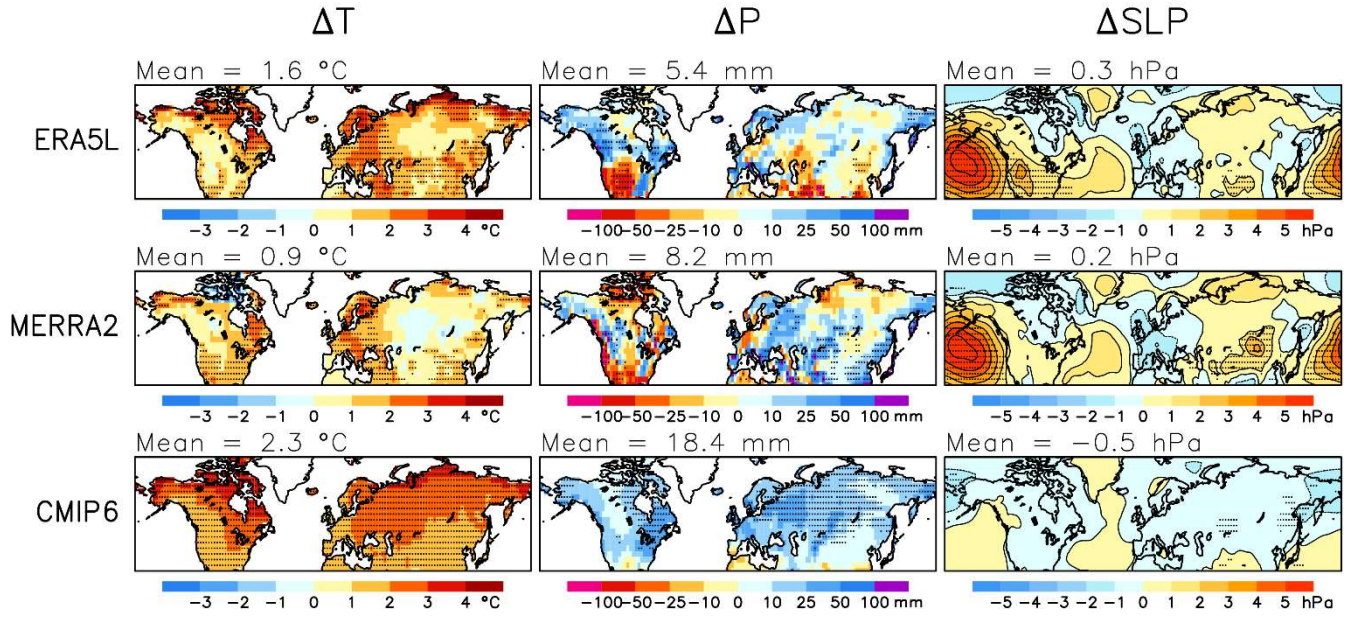 ΔT ΔP ΔSLP
Mean = 1.6 °C Mean = 5.4 mm Mean = 0.3 hPa
ERA5L
-3 -2 -1 0 1 2 3 4 °C -100 -50 -25 -10 0 10 25 50 100 mm -5 -4 -3 -2 -1 0 1 2 3 4 5 hPa
Mean = 0.9 °C Mean = 8.2 mm Mean = 0.2 hPa
MERRA2
-3 -2 -1 0 1 2 3 4 °C -100 -50 -25 -10 0 10 25 50 100 mm -5 -4 -3 -2 -1 0 1 2 3 4 5 hPa
Mean = 2.3 °C Mean = 18.4 mm Mean = -0.5 hPa
CMIP6
-3 -2 -1 0 1 2 3 4 °C -100 -50 -25 -10 0 10 25 50 100 mm -5 -4 -3 -2 -1 0 1 2 3 4 5 hPa